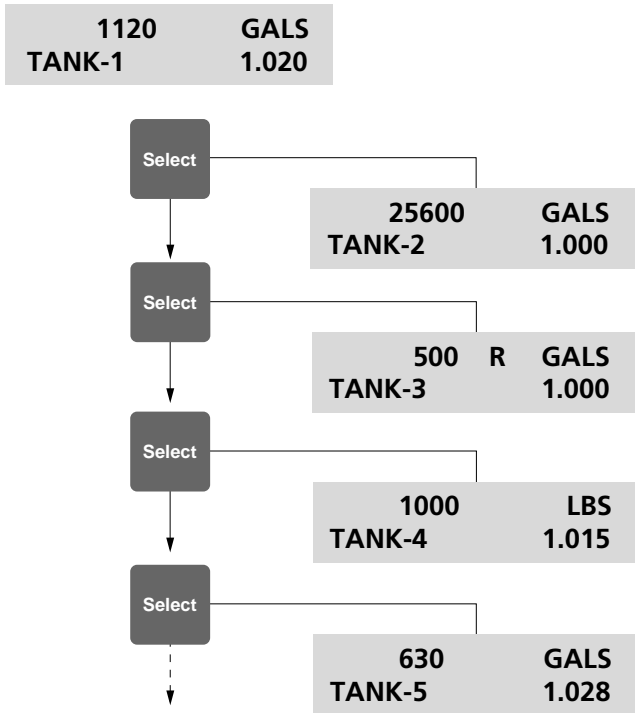 1120 GALS
TANK-1 1.020
Select
25600 GALS
TANK-2 1.000
Select
500 R GALS
TANK-3 1.000
Select
1000 LBS
TANK-4 1.015
Select
630 GALS
TANK-5 1.028